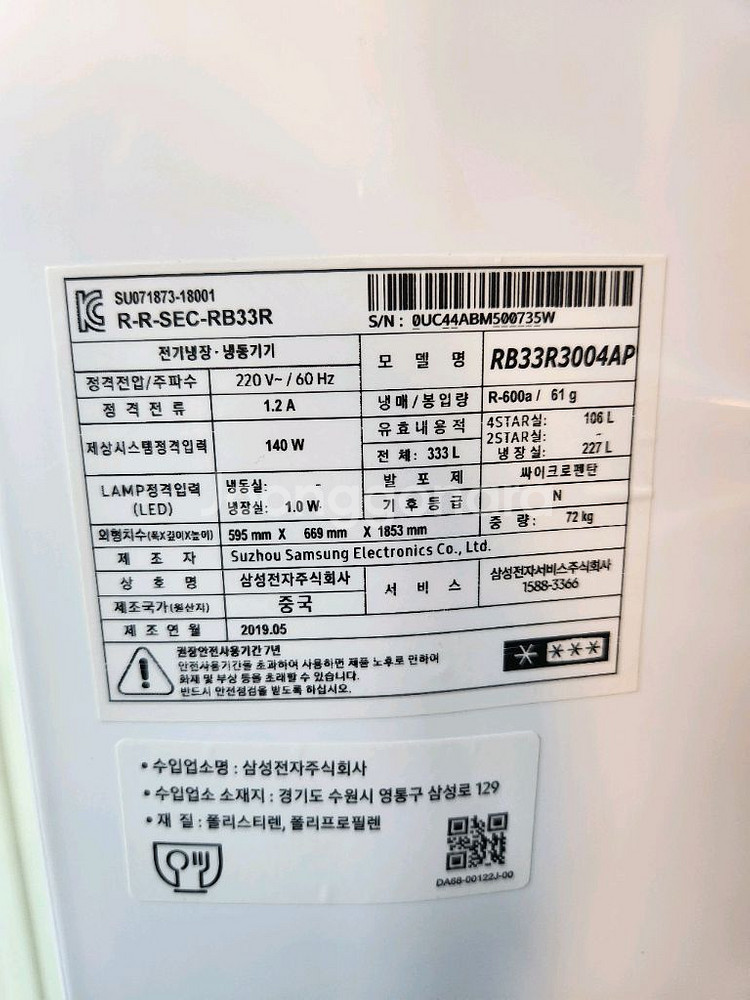 SU071873-18001
R-R-SEC-RB33R
S/N : 0UC44ABM500735W
전기냉장·냉동기기
모 델 명 RB33R3004AP
정격전압/주파수 220 V~ / 60 Hz
정 격 전 류 1.2 A
냉매/봉입량 R-600a / 61 g
제상시스템정격입력 140 W
유효내용적 4STAR실: 106 L
2STAR실: -
전 체: 333 L 냉 장 실: 227 L
LAMP정격입력 (LED) 냉동실: -
냉장실: 1.0 W
발 포 제 싸이크로펜탄
기 후 등 급 N
외형치수(폭X깊이X높이) 595 mm X 669 mm X 1853 mm
중 량: 72 kg
제 조 자 Suzhou Samsung Electronics Co., Ltd.
상 호 명 삼성전자주식회사
서 비 스 삼성전자서비스주식회사
1588-3366
제조국가(원산지) 중국
제 조 연 월 2019.05
권장안전사용기간 7년
안전사용기간을 초과하여 사용하면 제품 노후로 인하여
화재 및 부상 등을 초래할 수 있습니다.
반드시 안전점검을 받도록 하십시오.
• 수입업소명 : 삼성전자주식회사
• 수입업소 소재지 : 경기도 수원시 영통구 삼성로 129
• 재 질 : 폴리스티렌, 폴리프로필렌
DA68-00122J-00